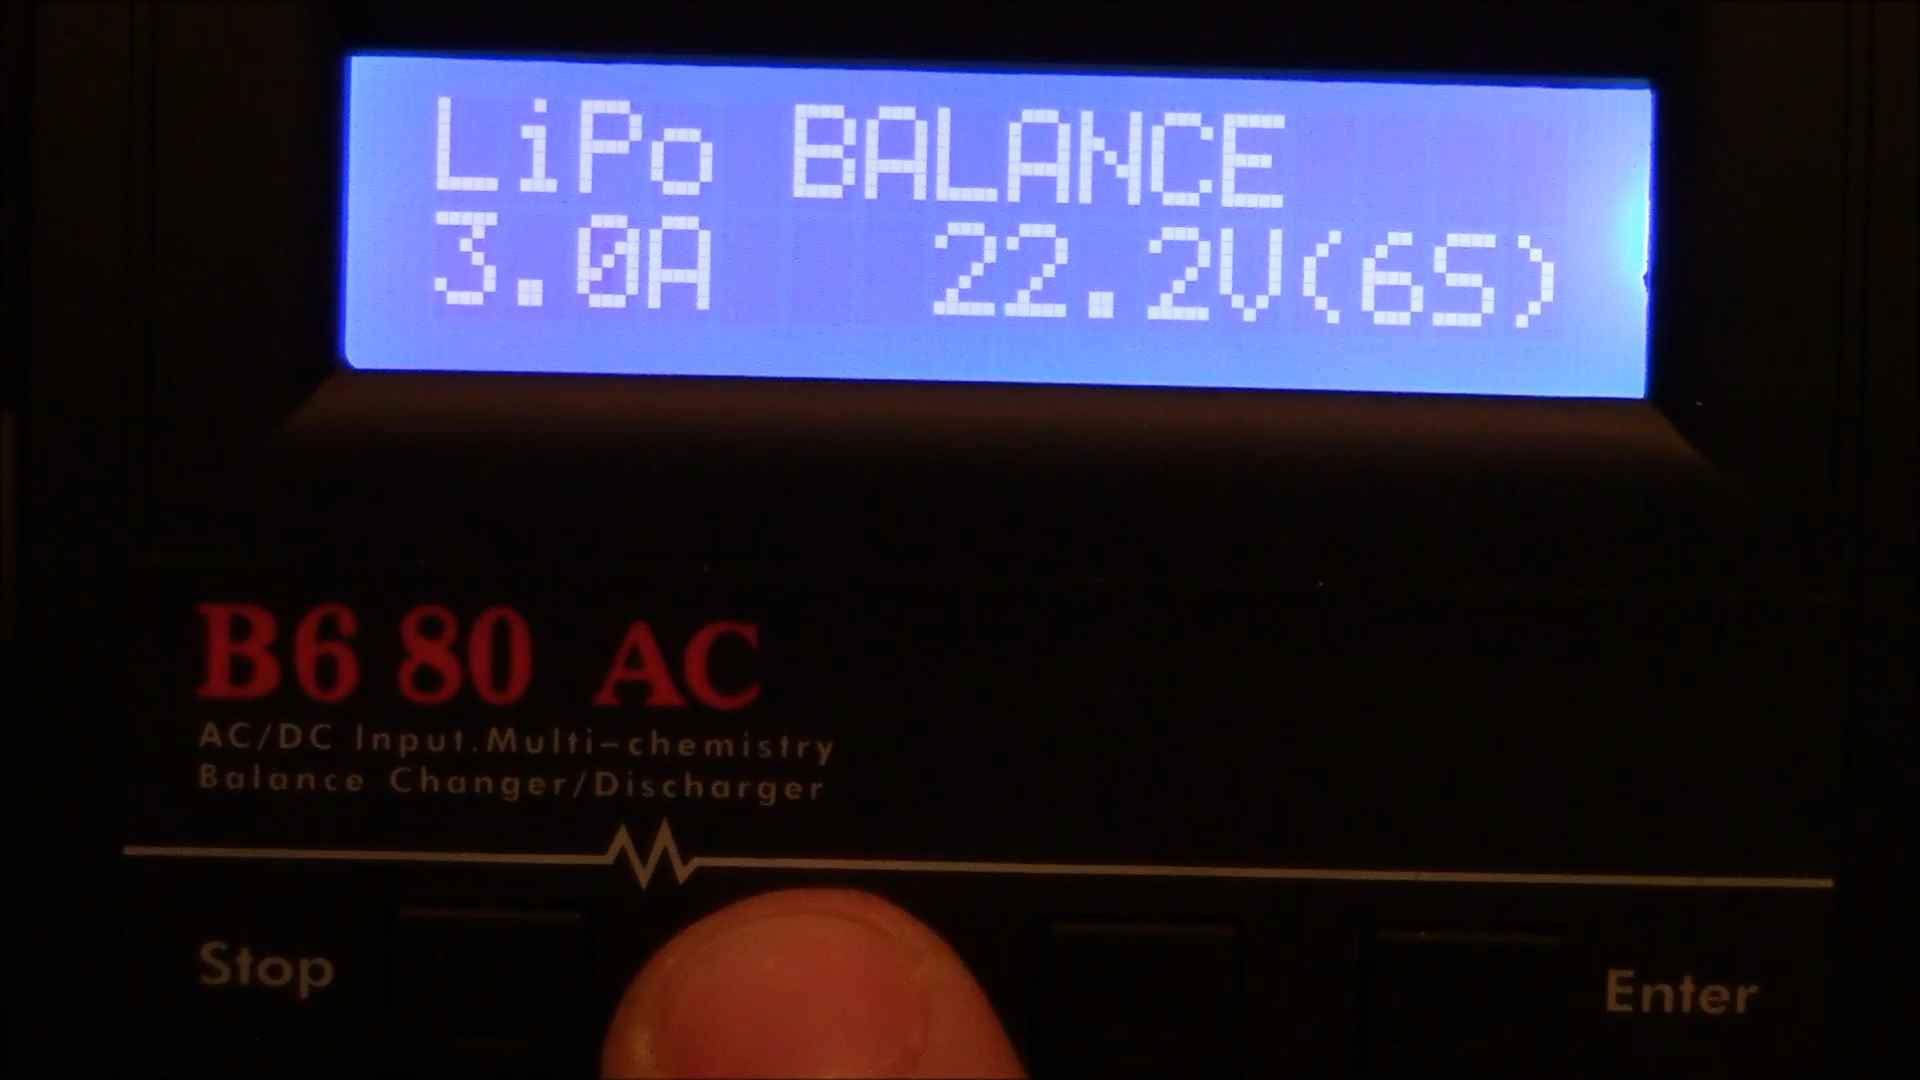 LiPo BALANCE
3.0A 22.2V(6S)
B6 80 AC
AC/DC Input.Multi-chemistry
Balance Changer/Discharger
Stop
Enter